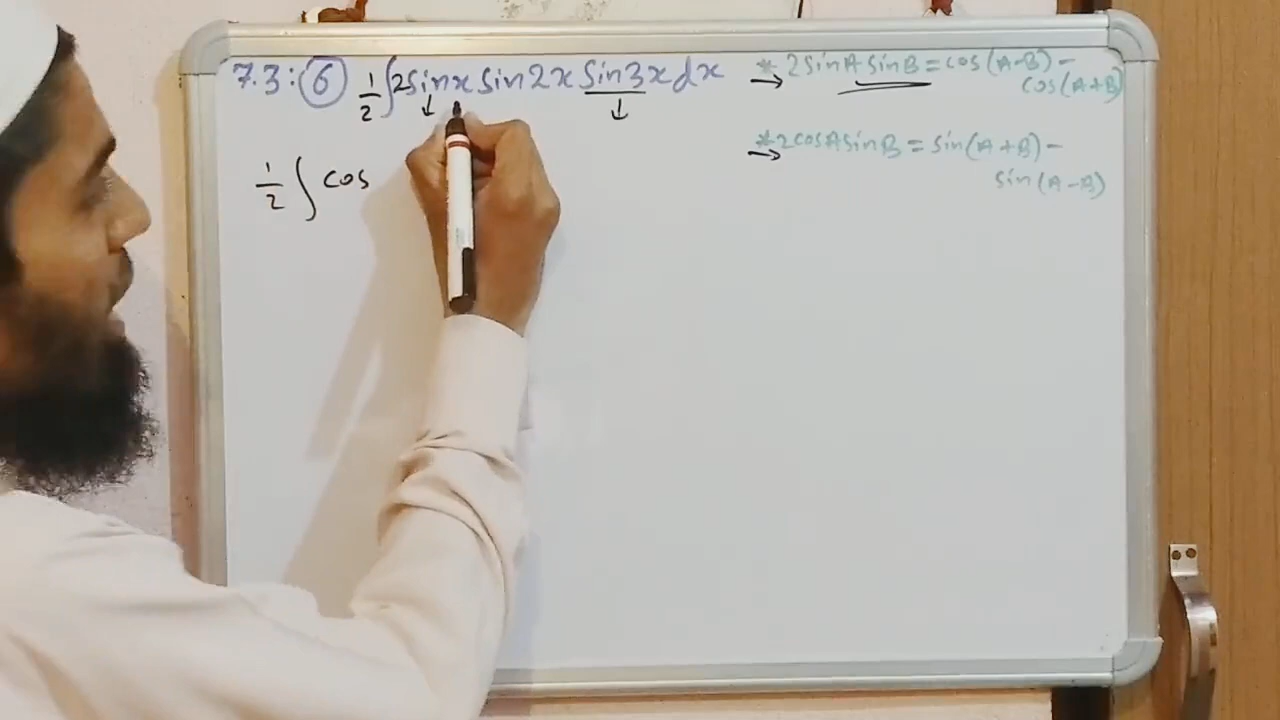 7.3: ⑥ 1/2 ∫2sinx sin2x sin3x dx
→ * 2sinA sinB = cos(A-B) -
cos(A+B)
→ * 2cosA sinB = sin(A+B) -
sin(A-B)
1/2 ∫ cos